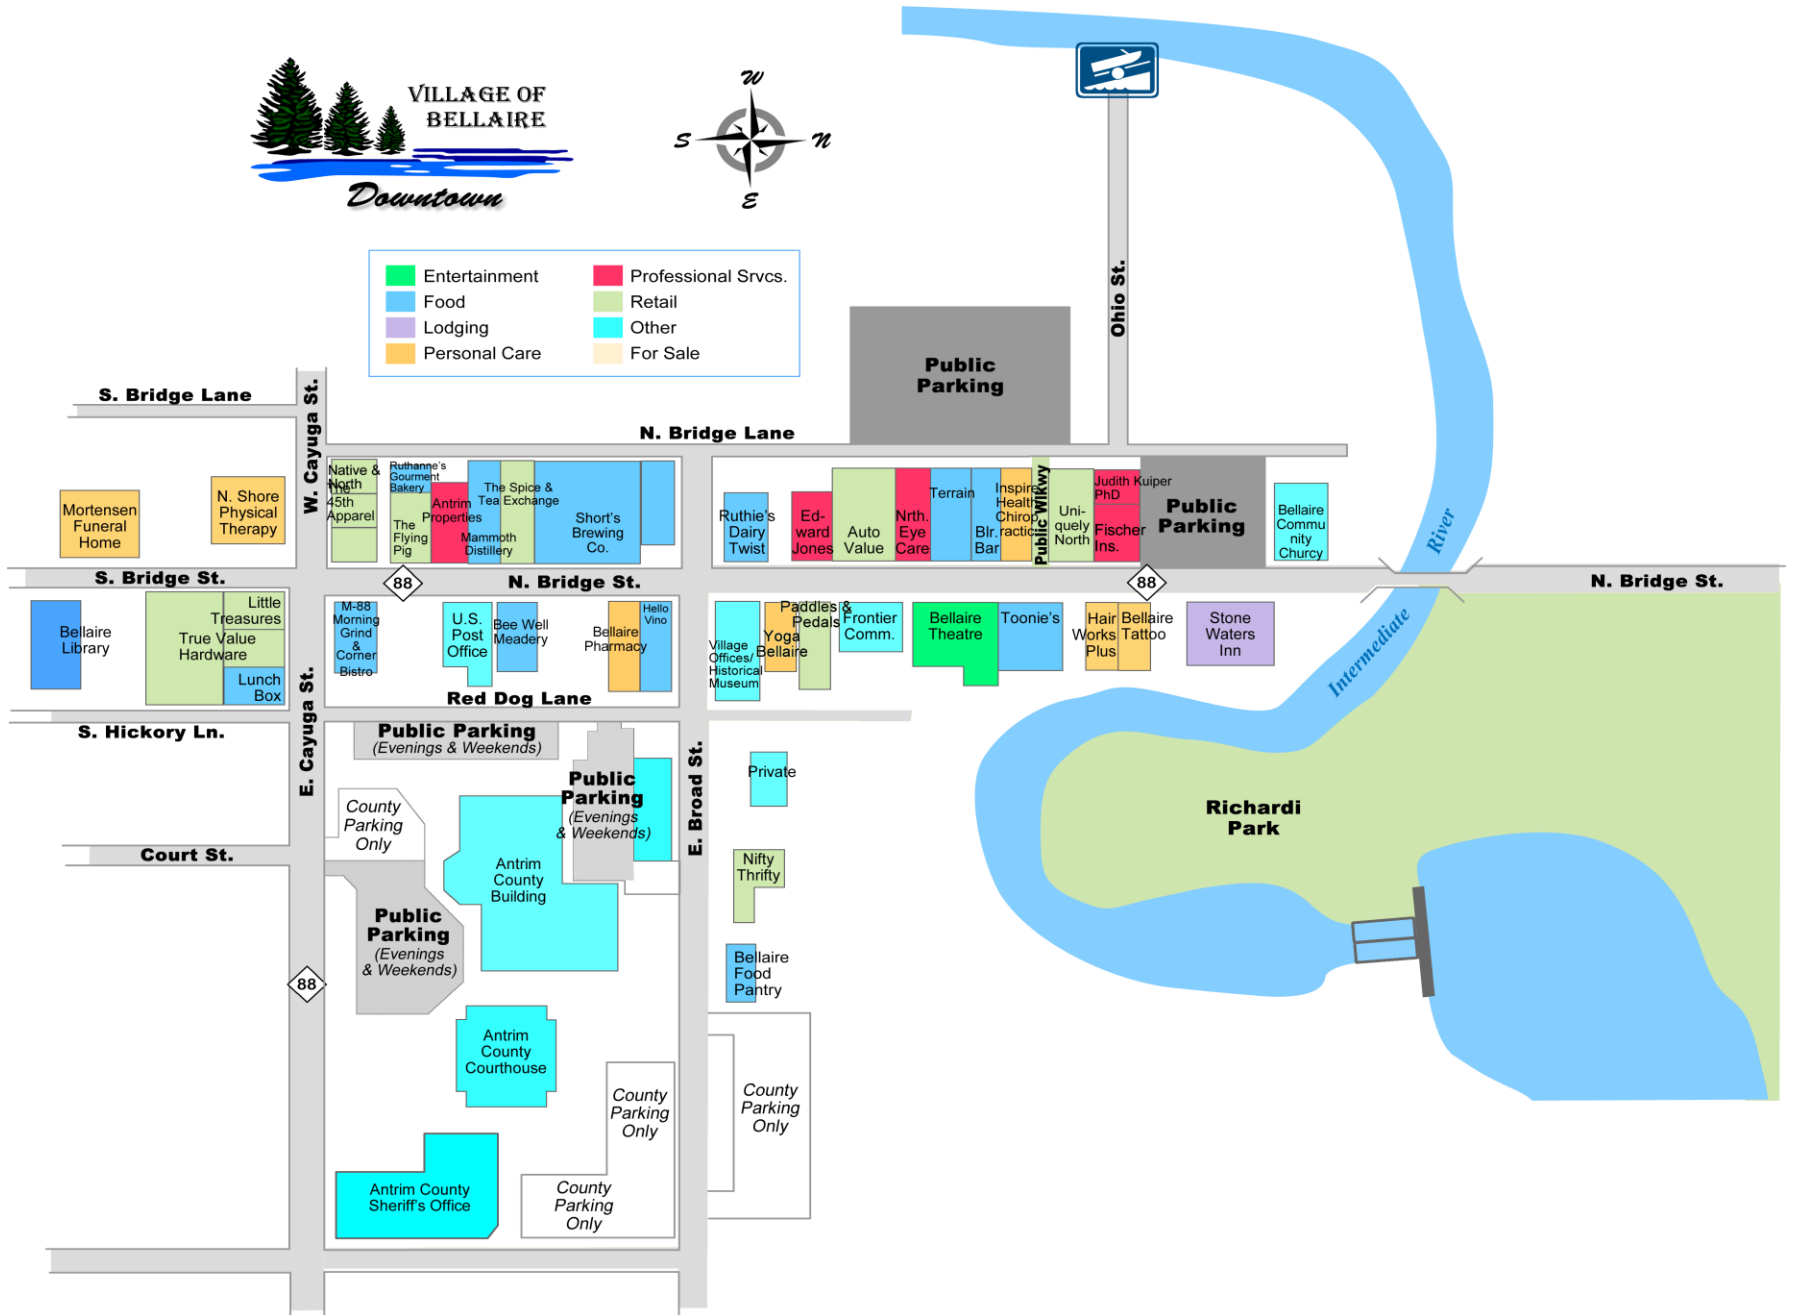 VILLAGE OF
BELLAIRE
Downtown
W
S
N
E
Entertainment
Food
Lodging
Personal Care
Professional Srvcs.
Retail
Other
For Sale
Ohio St.
Public
Parking
S. Bridge Lane
W. Cayuga St.
N. Bridge Lane
Mortensen
Funeral
Home
N. Shore
Physical
Therapy
Native &
North
The
45th
Apparel
Ruthanne's
Gourment
Bakery
The
Flying
Pig
Antrim
Properties
The Spice &
Tea Exchange
Mammoth
Distillery
Short's
Brewing
Co.
Ruthie's
Dairy
Twist
Ed-
ward
Jones
Auto
Value
Nrth.
Eye
Care
Terrain
Blr.
Bar
Inspire
Health
Chirop
ractic
Public Wlkwy
Uni-
quely
North
Judith Kuiper
PhD
Fischer
Ins.
Public
Parking
Bellaire
Commu
nity
Churcy
River
S. Bridge St.
88
N. Bridge St.
88
N. Bridge St.
Bellaire
Library
Little
Treasures
True Value
Hardware
Lunch
Box
M-88
Morning
Grind
&
Corner
Bistro
U.S.
Post
Office
Bee Well
Meadery
Bellaire
Pharmacy
Hello
Vino
Village
Offices/
Historical
Museum
Yoga
Bellaire
Paddles &
Pedals
Frontier
Comm.
Bellaire
Theatre
Toonie's
Hair
Works
Plus
Bellaire
Tattoo
Stone
Waters
Inn
Intermediate
Red Dog Lane
S. Hickory Ln.
E. Cayuga St.
Public Parking
(Evenings & Weekends)
Public
Parking
(Evenings
& Weekends)
E. Broad St.
Private
County
Parking
Only
Court St.
Antrim
County
Building
Nifty
Thrifty
Richardi
Park
Public
Parking
(Evenings
& Weekends)
Bellaire
Food
Pantry
88
Antrim
County
Courthouse
County
Parking
Only
County
Parking
Only
Antrim County
Sheriff's Office
County
Parking
Only